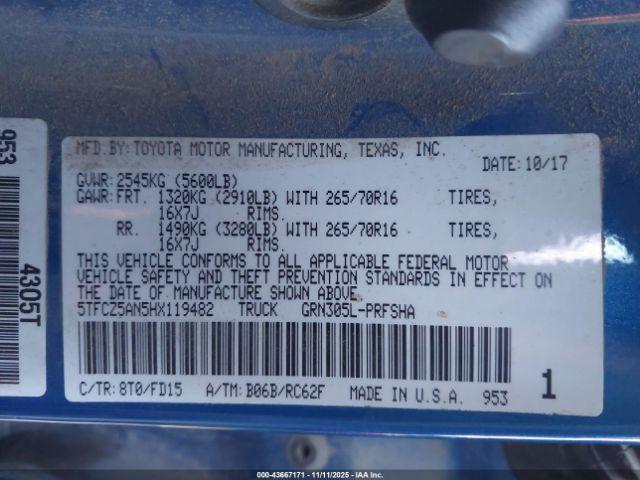 953
4305T
MFD.BY:TOYOTA MOTOR MANUFACTURING, TEXAS, INC.
DATE:10/17
GVWR:2545KG (5600LB)
GAWR:FRT. 1320KG (2910LB) WITH 265/70R16 TIRES,
16X7J RIMS.
RR. 1490KG (3280LB) WITH 265/70R16 TIRES,
16X7J RIMS.
THIS VEHICLE CONFORMS TO ALL APPLICABLE FEDERAL MOTOR
VEHICLE SAFETY AND THEFT PREVENTION STANDARDS IN EFFECT ON
THE DATE OF MANUFACTURE SHOWN ABOVE.
5TFCZ5AN5HX119482 TRUCK GRN305L-PRFSHA
C/TR:8T0/FD15 A/TM:B06B/RC62F MADE IN U.S.A. 953 1
000-43667171 - 11/11/2025 - IAA Inc.